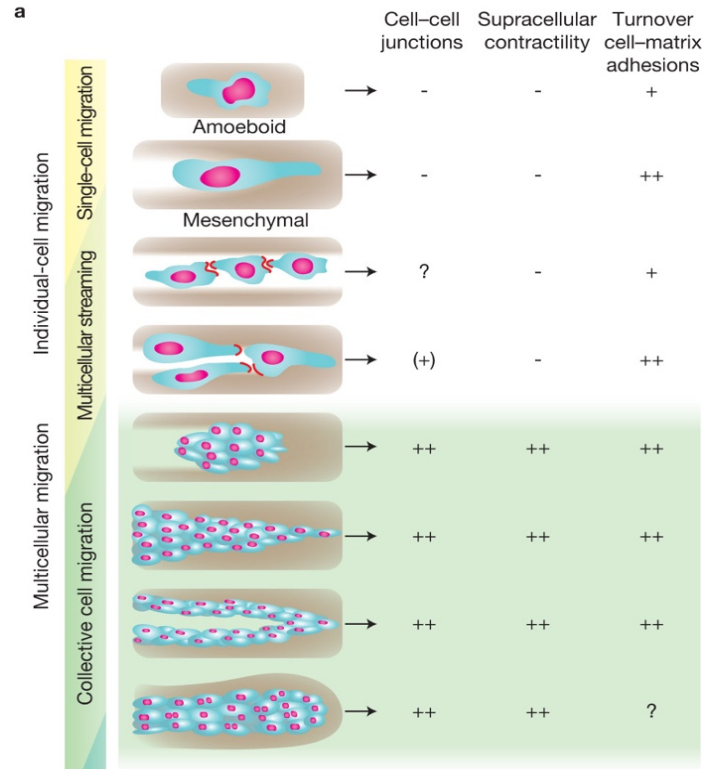 a
Cell–cell junctions
Supracellular contractility
Turnover cell–matrix adhesions
Individual-cell migration
Multicellular migration
Single-cell migration
Multicellular streaming
Collective cell migration
- - +
Amoeboid
- - ++
Mesenchymal
? - +
(+) - ++
++ ++ ++
++ ++ ++
++ ++ ++
++ ++ ?